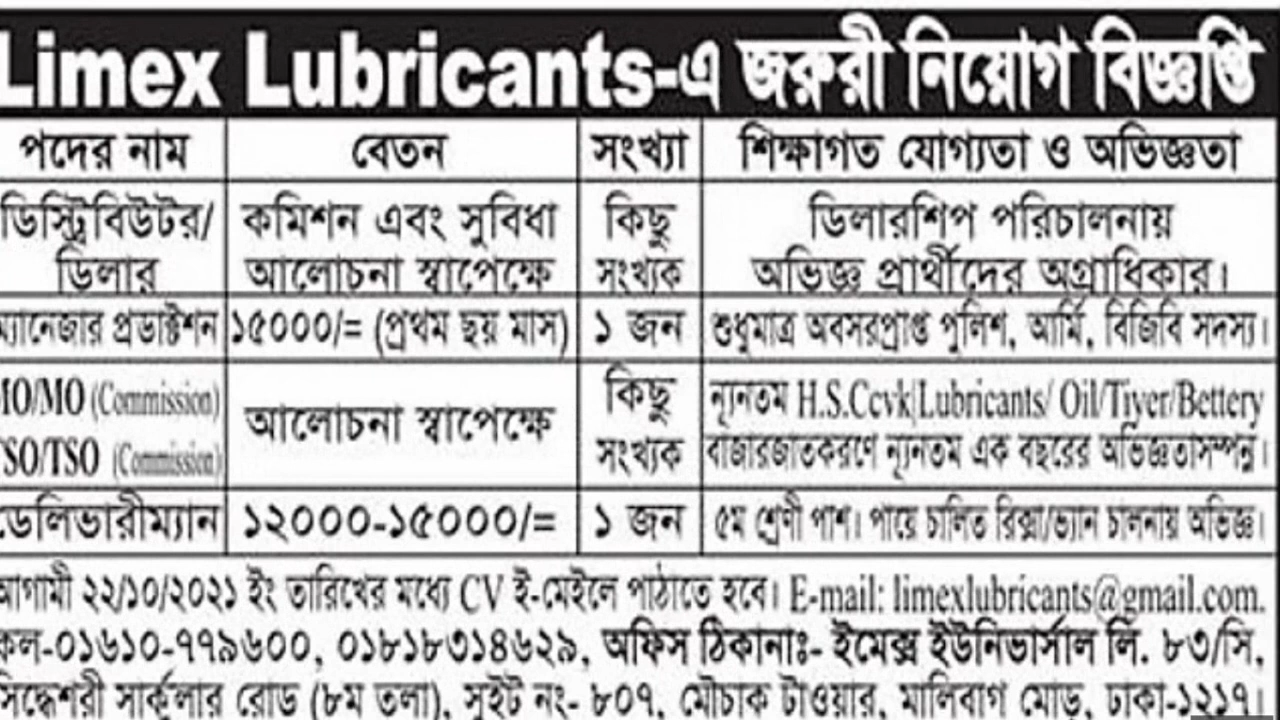 Limex Lubricants-এ জরুরী নিয়োগ বিজ্ঞপ্তি
পদের নাম বেতন সংখ্যা শিক্ষাগত যোগ্যতা ও অভিজ্ঞতা
ডিস্ট্রিবিউটর/ কমিশন এবং সুবিধা কিছু ডিলারশিপ পরিচালনায়
ডিলার আলোচনা স্বাপেক্ষে সংখ্যক অভিজ্ঞ প্রার্থীদের অগ্রাধিকার।
ম্যানেজার প্রডাক্টশন ১৫০০০/= (প্রথম ছয় মাস) ১ জন শুধুমাত্র অবসরপ্রাপ্ত পুলিশ, আর্মি, বিজিবি সদস্য।
MO/MO (Commission) আলোচনা স্বাপেক্ষে কিছু ন্যূনতম H.S.Ccvk|Lubricants/ Oil/Tiyer/Bettery
TSO/TSO (Commission) সংখ্যক বাজারজাতকরণে ন্যূনতম এক বছরের অভিজ্ঞতাসম্পন্ন।
ডেলিভারীম্যান ১২০০০-১৫০০০/= ১ জন ৫ম শ্রেণী পাশ। পায়ে চালিত রিক্সা/ভ্যান চালনায় অভিজ্ঞ।
আগামী ২২/১০/২০২১ ইং তারিখের মধ্যে CV ই-মেইলে পাঠাতে হবে। E-mail: limexlubricants@gmail.com.
কল-০১৬১০-৭৭৯৬০০, ০১৮১৮৩১৪৬২৯, অফিস ঠিকানাঃ- ইমেক্স ইউনিভার্সাল লি. ৮৩/সি,
সিদ্ধেশরী সার্কুলার রোড (৮ম তলা), সুইট নং- ৮০৭, মৌচাক টাওয়ার, মালিবাগ মোড়, ঢাকা-১২১৭।